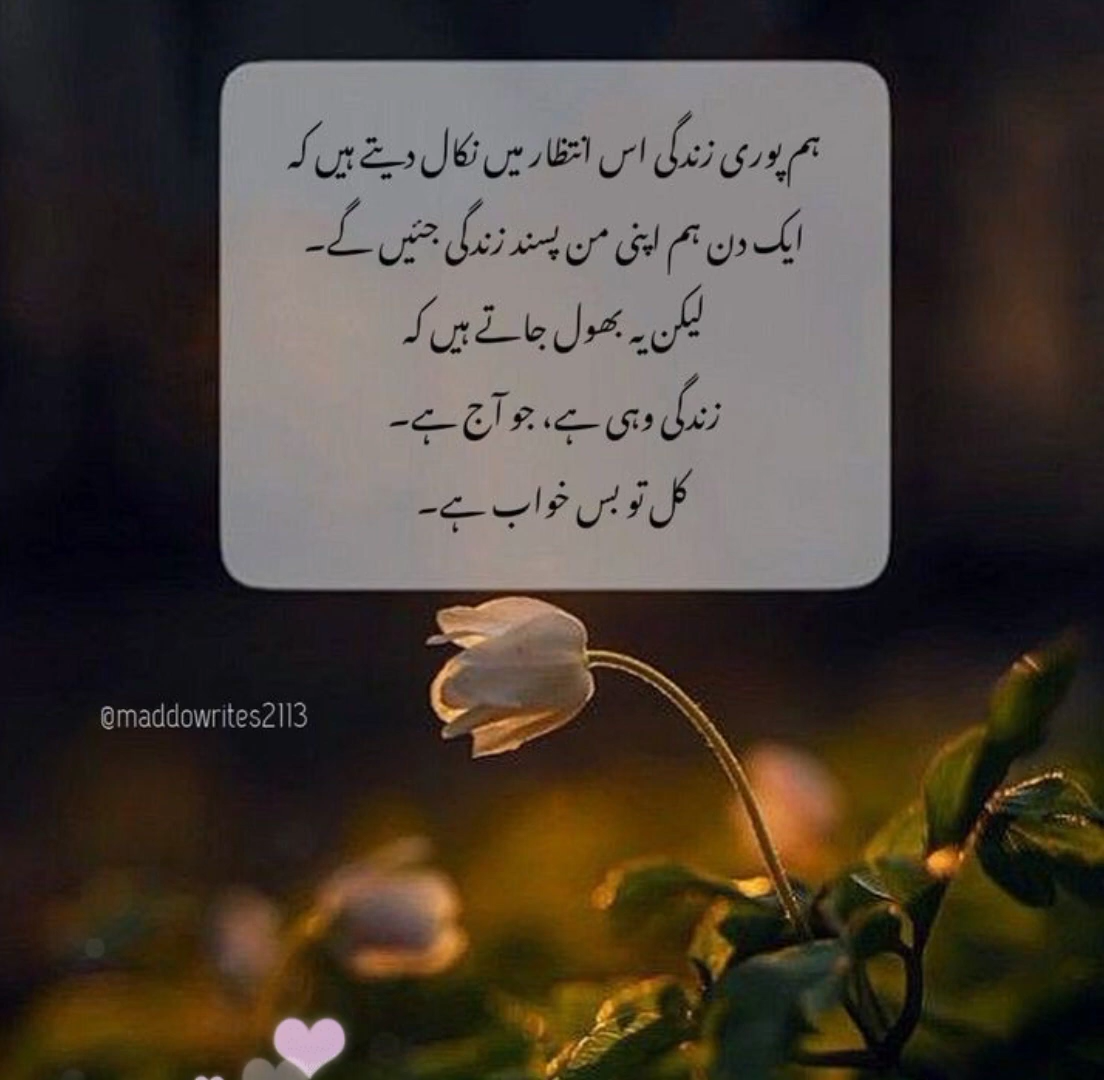 ہم پوری زندگی اس انتظار میں نکال دیتے ہیں کہ
ایک دن ہم اپنی من پسند زندگی جئیں گے۔
لیکن یہ بھول جاتے ہیں کہ
زندگی وہی ہے، جو آج ہے۔
کل تو بس خواب ہے۔
@maddowrites2113